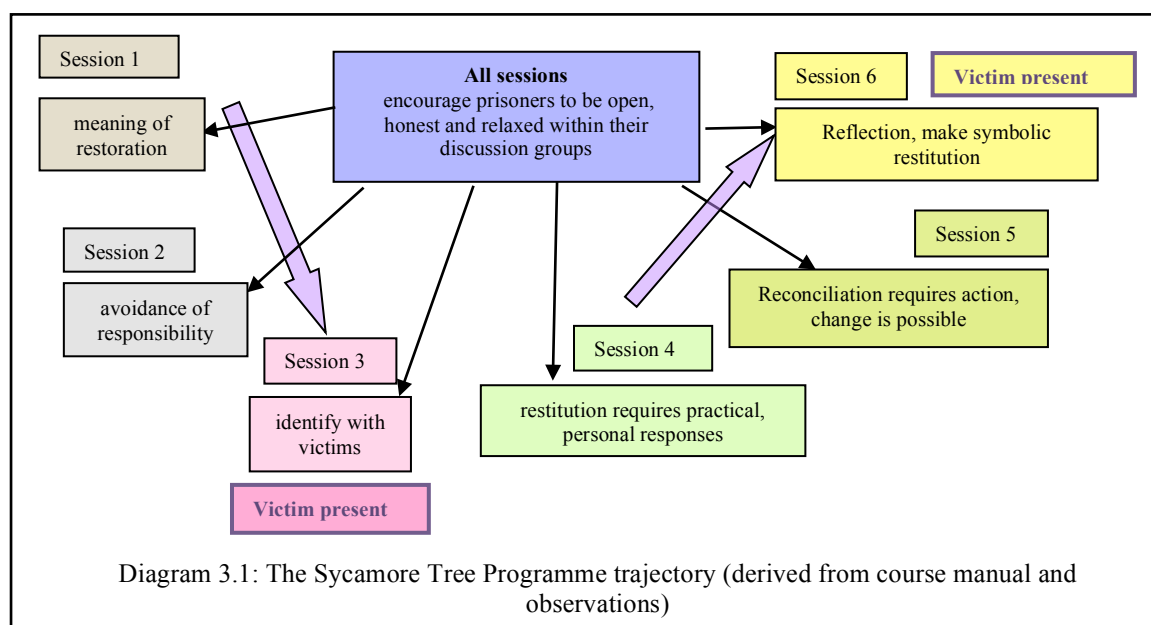 Session 1
meaning of
restoration
All sessions
encourage prisoners to be open,
honest and relaxed within their
discussion groups
Session 6
Victim present
Reflection, make symbolic
restitution
Session 2
avoidance of
responsibility
Session 5
Reconciliation requires action,
change is possible
Session 3
identify with
victims
Victim present
Session 4
restitution requires practical,
personal responses
Diagram 3.1: The Sycamore Tree Programme trajectory (derived from course manual and
observations)